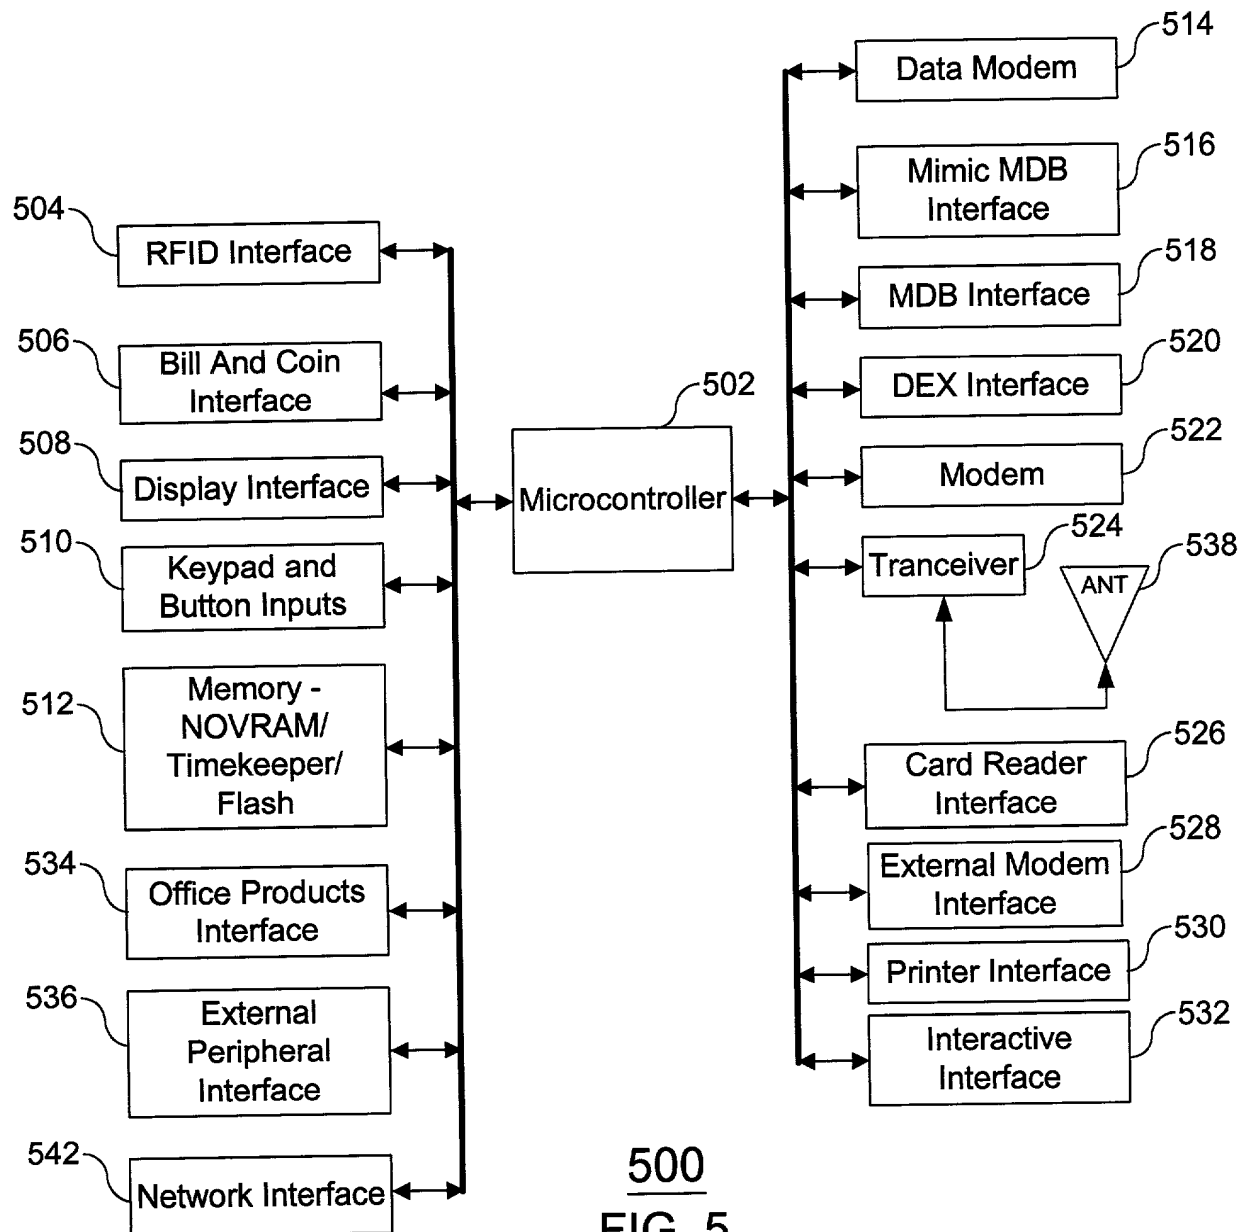 504
RFID Interface
506
Bill And Coin
Interface
508
Display Interface
510
Keypad and
Button Inputs
512
Memory -
NOVRAM/
Timekeeper/
Flash
534
Office Products
Interface
536
External
Peripheral
Interface
542
Network Interface
502
Microcontroller
514
Data Modem
516
Mimic MDB
Interface
518
MDB Interface
520
DEX Interface
522
Modem
524
Tranceiver
538
ANT
526
Card Reader
Interface
528
External Modem
Interface
530
Printer Interface
532
Interactive
Interface
500
FIG. 5